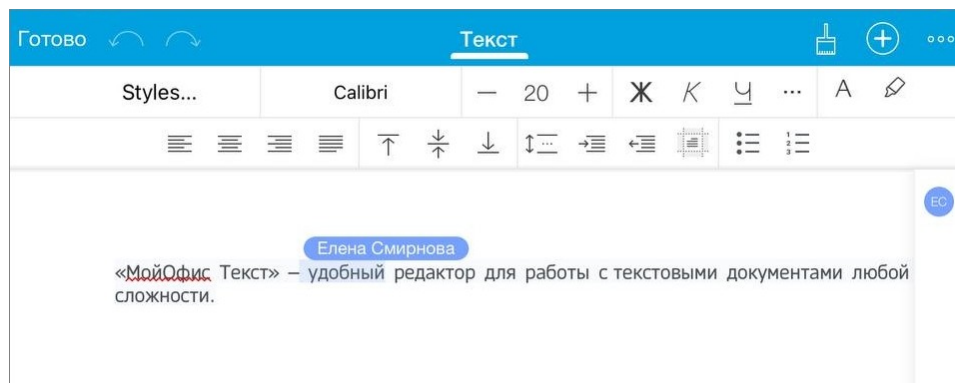 Готово
Текст
Styles...
Calibri
20
Ж К Ч ... А
Елена Смирнова
ЕС
«МойОфис Текст» – удобный редактор для работы с текстовыми документами любой
сложности.